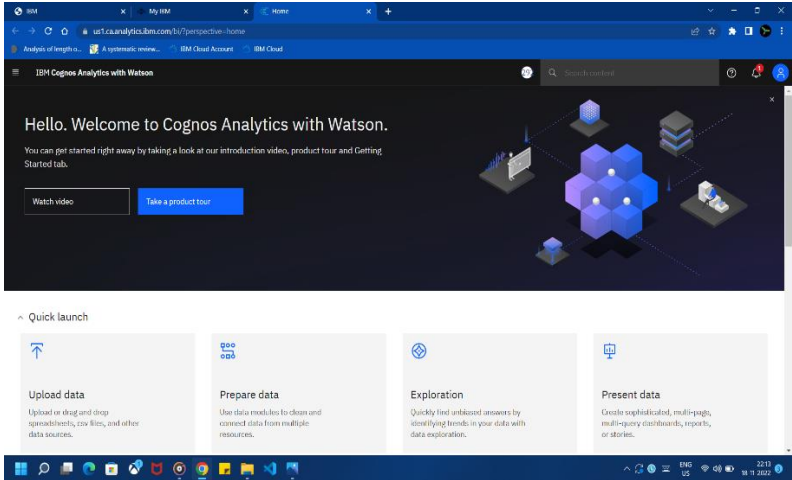 IBM
My IBM
Home
us1.ca.analytics.ibm.com/bi/?perspective=home
Analysis of length o...
A systematic review...
IBM Cloud Account
IBM Cloud
IBM Cognos Analytics with Watson
Search content
1
Hello. Welcome to Cognos Analytics with Watson.
You can get started right away by taking a look at our introduction video, product tour and Getting
Started tab.
Watch video
Take a product tour
Quick launch
Upload data
Upload or drag and drop
spreadsheets, csv files, and other
data sources.
Prepare data
Use data modules to clean and
connect data from multiple
resources.
Exploration
Quickly find unbiased answers by
identifying trends in your data with
data exploration.
Present data
Create sophisticated, multi-page,
multi-query dashboards, reports,
or stories.
ENG
US
22:13
18 11 2022